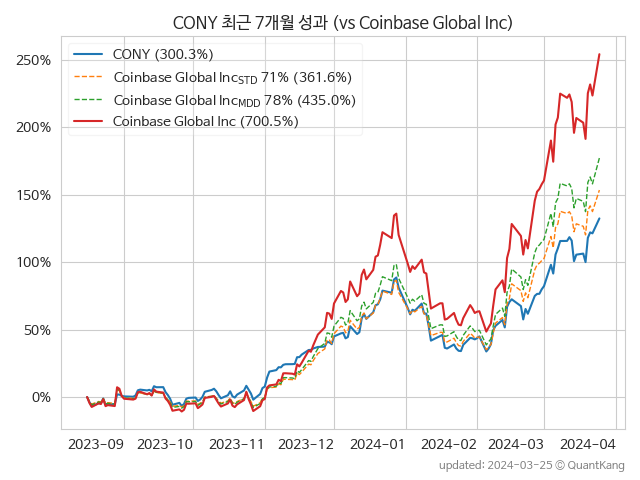 CONY 최근 7개월 성과 (vs Coinbase Global Inc)
CONY (300.3%)
Coinbase Global IncSTD 71% (361.6%)
Coinbase Global IncMDD 78% (435.0%)
Coinbase Global Inc (700.5%)
250%
200%
150%
100%
50%
0%
2023-09 2023-10 2023-11 2023-12 2024-01 2024-02 2024-03 2024-04
updated: 2024-03-25 © QuantKang